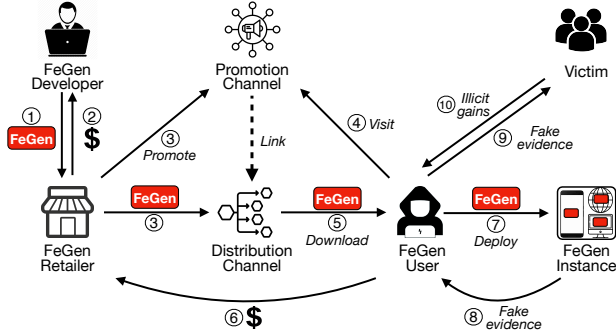 FeGen
Developer
Promotion
Channel
Victim
① ②
FeGen $
③
Promote
Link
④ Visit
⑩ Illicit
gains
⑨ Fake
evidence
FeGen
③
FeGen
⑤
Download
FeGen
⑦
Deploy
FeGen
Retailer
Distribution
Channel
FeGen
User
FeGen
Instance
⑥ $
⑧ Fake
evidence